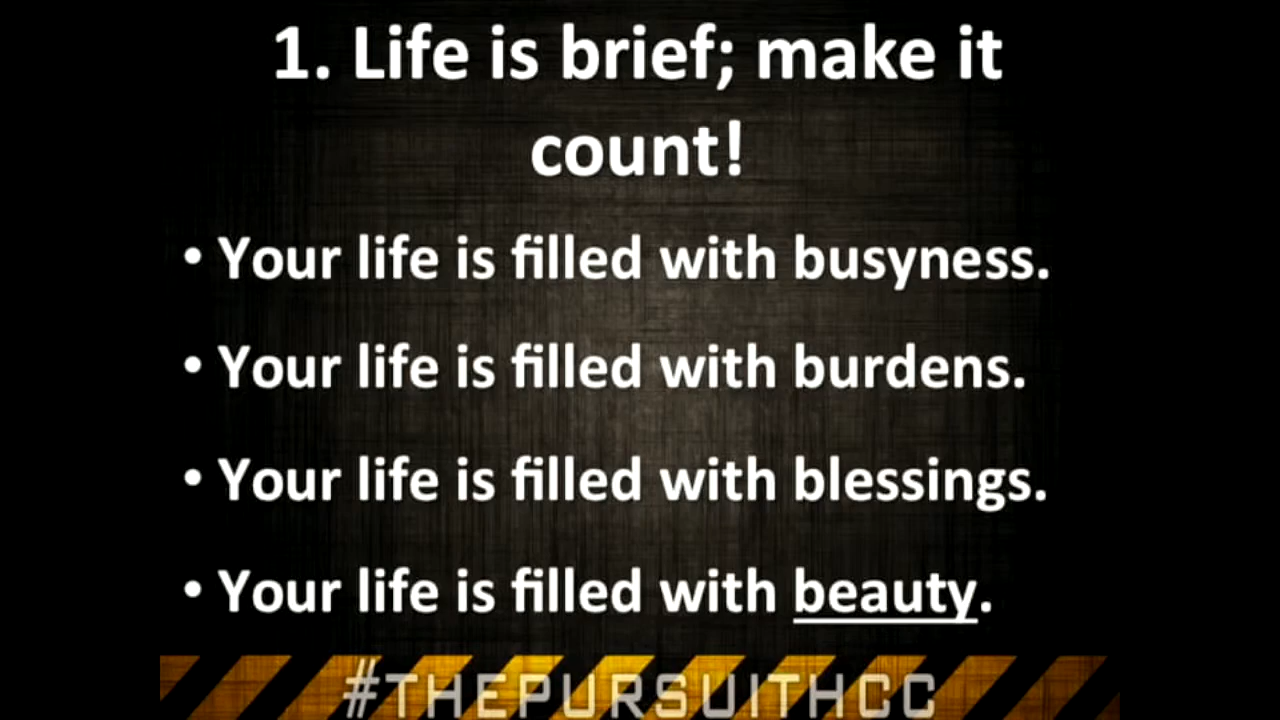 1. Life is brief; make it
count!
• Your life is filled with busyness.
• Your life is filled with burdens.
• Your life is filled with blessings.
• Your life is filled with beauty.
#THEPURSUITHCC